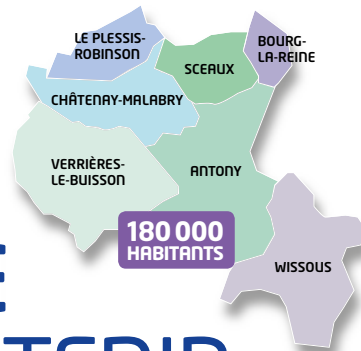 LE PLESSIS-
ROBINSON
BOURG-
LA-REINE
SCEAUX
CHÂTENAY-MALABRY
VERRIÈRES-
LE-BUISSON
ANTONY
180 000
HABITANTS
WISSOUS